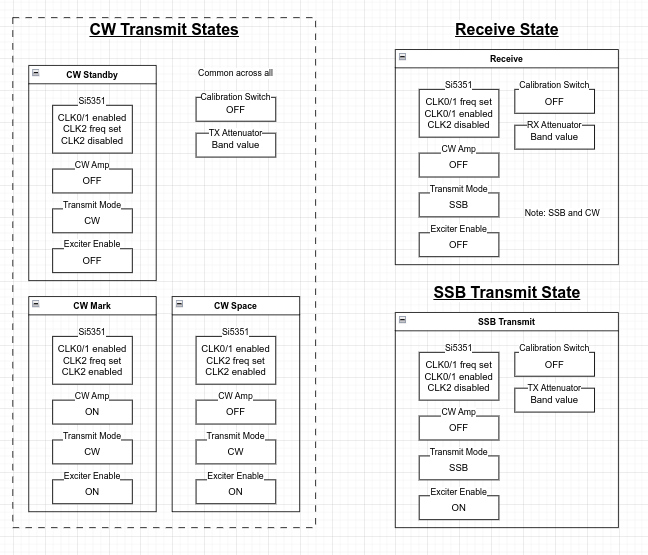 CW Transmit States
CW Standby
Si5351
CLK0/1 enabled
CLK2 freq set
CLK2 disabled
CW Amp
OFF
Transmit Mode
CW
Exciter Enable
OFF
Common across all
Calibration Switch
OFF
TX Attenuator
Band value
CW Mark
Si5351
CLK0/1 enabled
CLK2 freq set
CLK2 enabled
CW Amp
ON
Transmit Mode
CW
Exciter Enable
ON
CW Space
Si5351
CLK0/1 enabled
CLK2 freq set
CLK2 enabled
CW Amp
OFF
Transmit Mode
CW
Exciter Enable
ON
Receive State
Receive
Si5351
CLK0/1 freq set
CLK0/1 enabled
CLK2 disabled
CW Amp
OFF
Transmit Mode
SSB
Exciter Enable
OFF
Calibration Switch
OFF
RX Attenuator
Band value
Note: SSB and CW
SSB Transmit State
SSB Transmit
Si5351
CLK0/1 freq set
CLK0/1 enabled
CLK2 disabled
CW Amp
OFF
Transmit Mode
SSB
Exciter Enable
ON
Calibration Switch
OFF
TX Attenuator
Band value